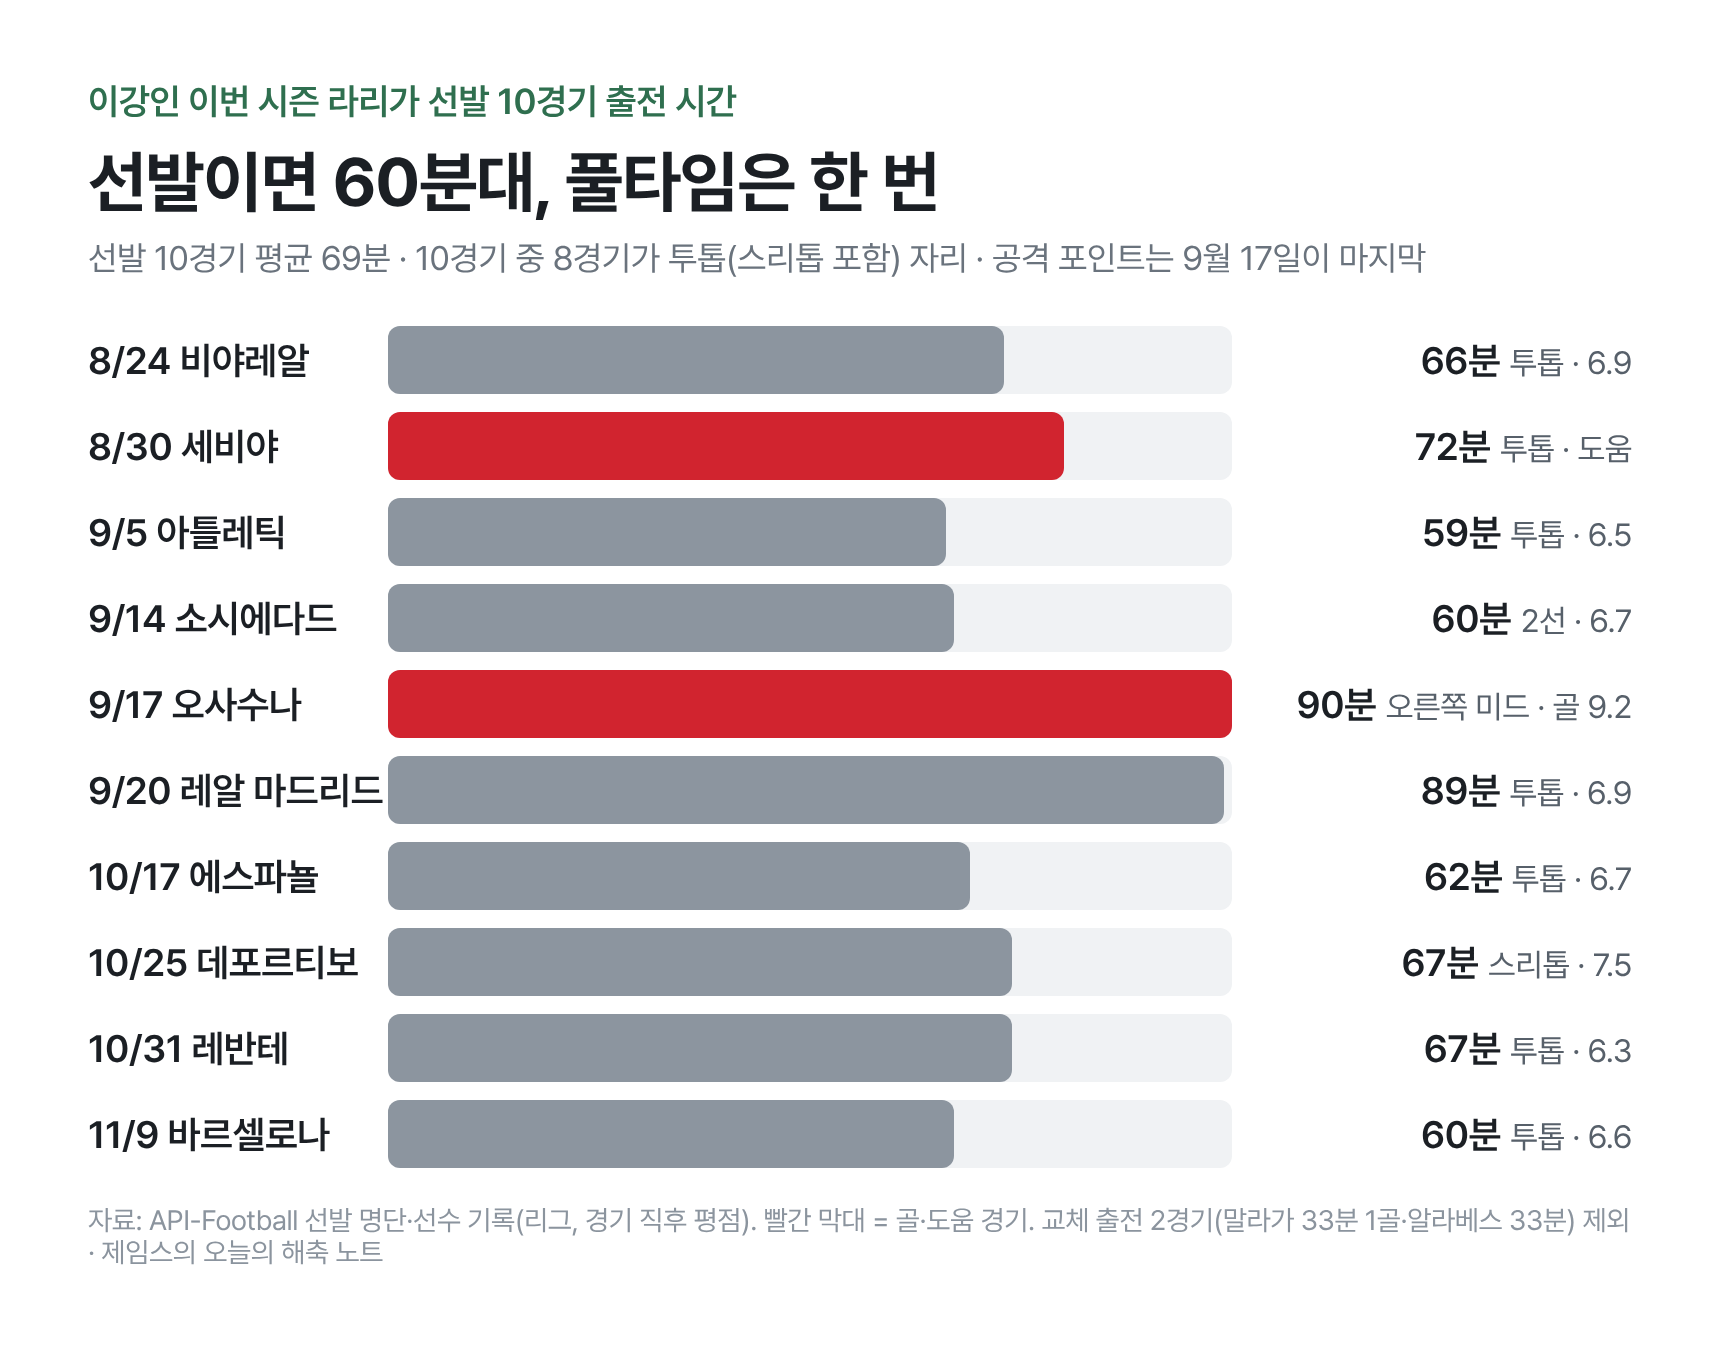 이강인 이번 시즌 라리가 선발 10경기 출전 시간
선발이면 60분대, 풀타임은 한 번
선발 10경기 평균 69분 · 10경기 중 8경기가 투톱(스리톱 포함) 자리 · 공격 포인트는 9월 17일이 마지막
8/24 비야레알 66분 투톱 · 6.9
8/30 세비야 72분 투톱 · 도움
9/5 아틀레틱 59분 투톱 · 6.5
9/14 소시에다드 60분 2선 · 6.7
9/17 오사수나 90분 오른쪽 미드 · 골 9.2
9/20 레알 마드리드 89분 투톱 · 6.9
10/17 에스파뇰 62분 투톱 · 6.7
10/25 데포르티보 67분 스리톱 · 7.5
10/31 레반테 67분 투톱 · 6.3
11/9 바르셀로나 60분 투톱 · 6.6
자료: API-Football 선발 명단·선수 기록(리그, 경기 직후 평점). 빨간 막대 = 골·도움 경기. 교체 출전 2경기(말라가 33분 1골·알라베스 33분) 제외
· 제임스의 오늘의 해축 노트